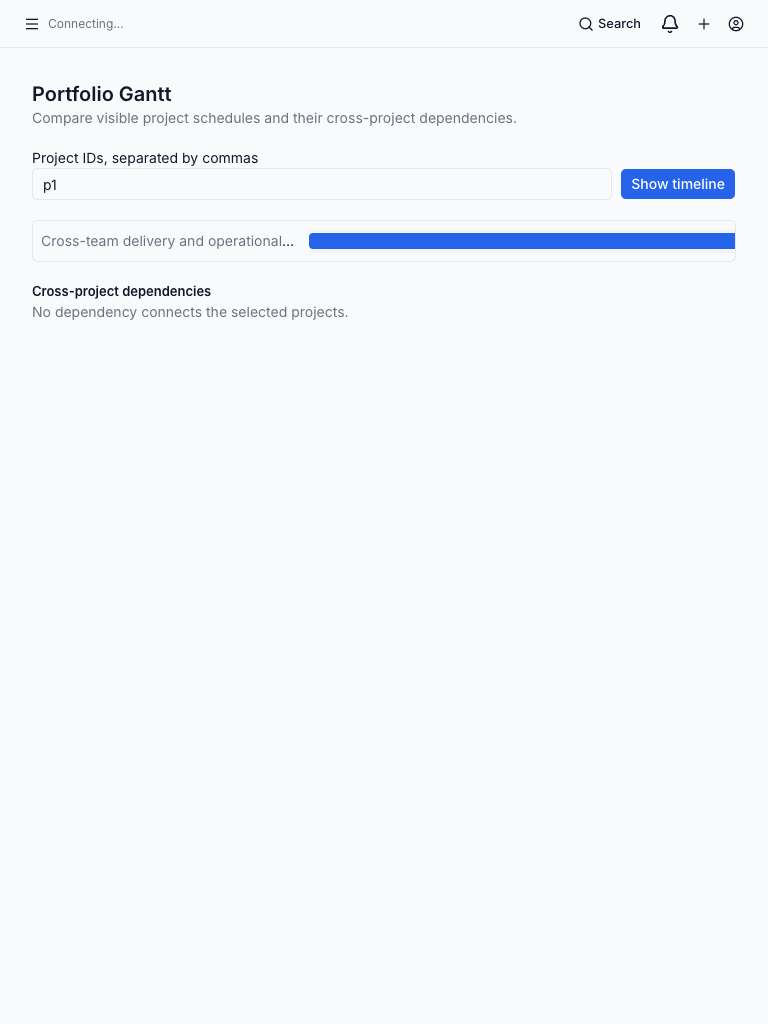 Connecting...
Search
Portfolio Gantt
Compare visible project schedules and their cross-project dependencies.
Project IDs, separated by commas
p1
Show timeline
Cross-team delivery and operational...
Cross-project dependencies
No dependency connects the selected projects.